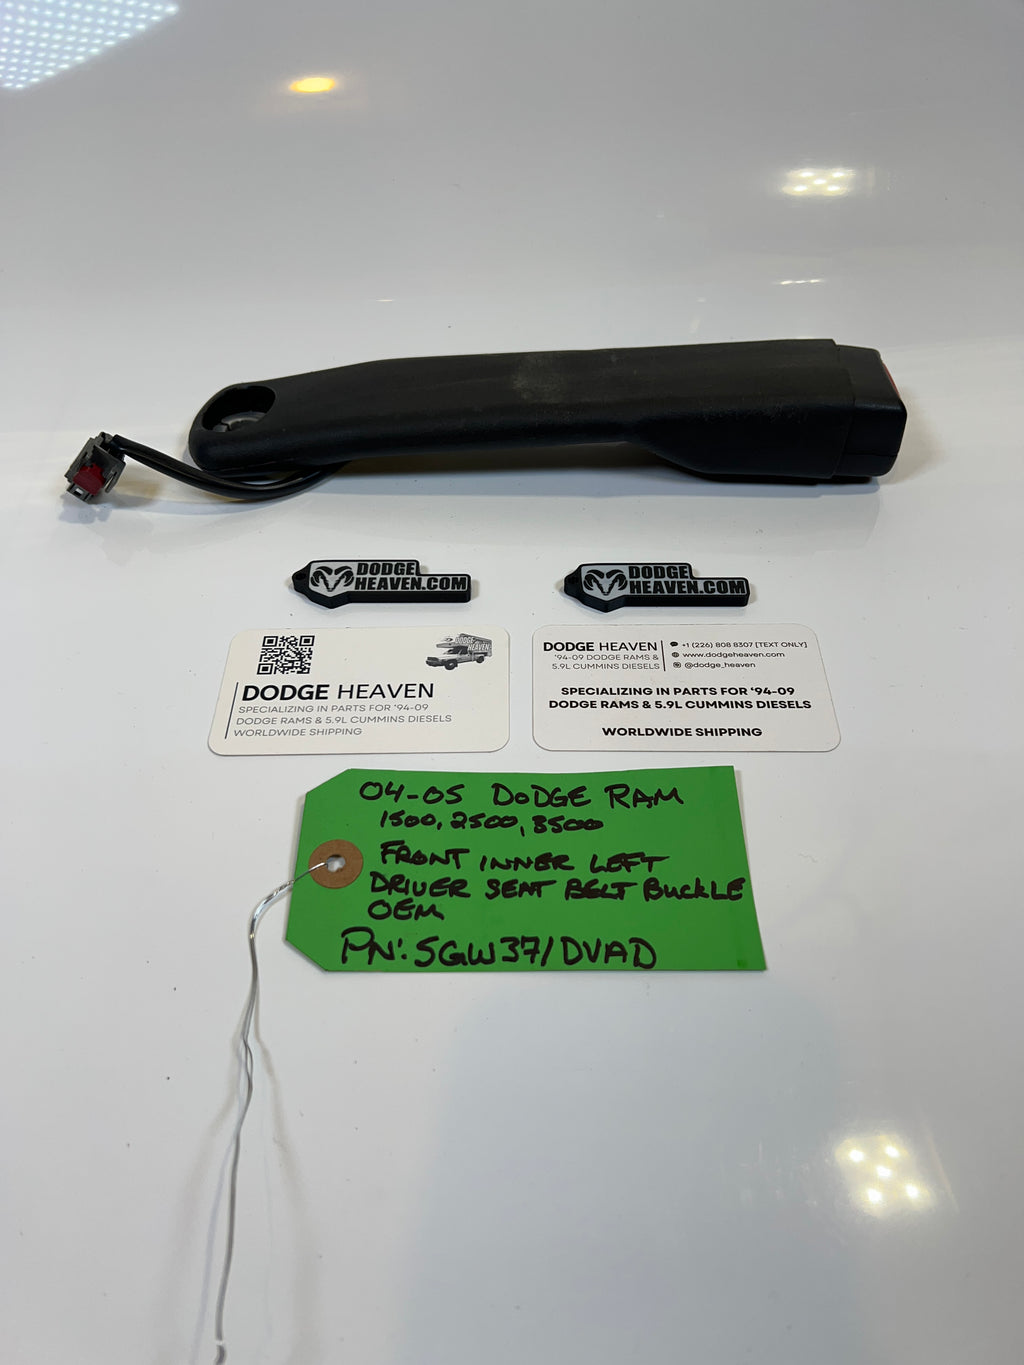 DODGE
HEAVEN.COM
DODGE
HEAVEN.COM
DODGE
HEAVEN
DODGE HEAVEN
SPECIALIZING IN PARTS FOR '94-09
DODGE RAMS & 5.9L CUMMINS DIESELS
WORLDWIDE SHIPPING
DODGE HEAVEN
'94-09 DODGE RAMS &
5.9L CUMMINS DIESELS
+1 (226) 808 8307 [TEXT ONLY]
www.dodgeheaven.com
@dodge_heaven
SPECIALIZING IN PARTS FOR '94-09
DODGE RAMS & 5.9L CUMMINS DIESELS
WORLDWIDE SHIPPING
04-05 DODGE RAM
1500, 2500, 3500
FRONT INNER LEFT
DRIVER SEAT BELT BUCKLE
OEM
PN: 5GW37/DVAD